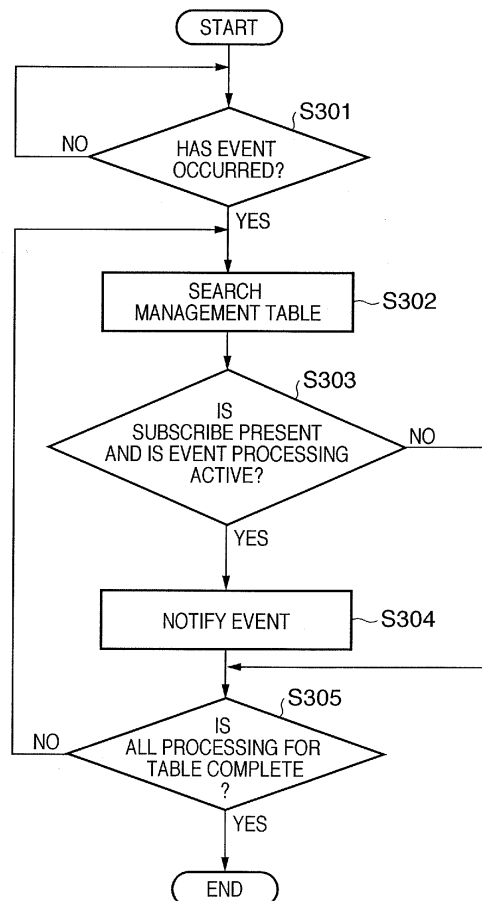 START
S301
NO
HAS EVENT
OCCURRED?
YES
SEARCH
MANAGEMENT TABLE
S302
S303
IS
SUBSCRIBE PRESENT
AND IS EVENT PROCESSING
ACTIVE?
NO
YES
NOTIFY EVENT
S304
S305
NO
IS
ALL PROCESSING FOR
TABLE COMPLETE
?
YES
END